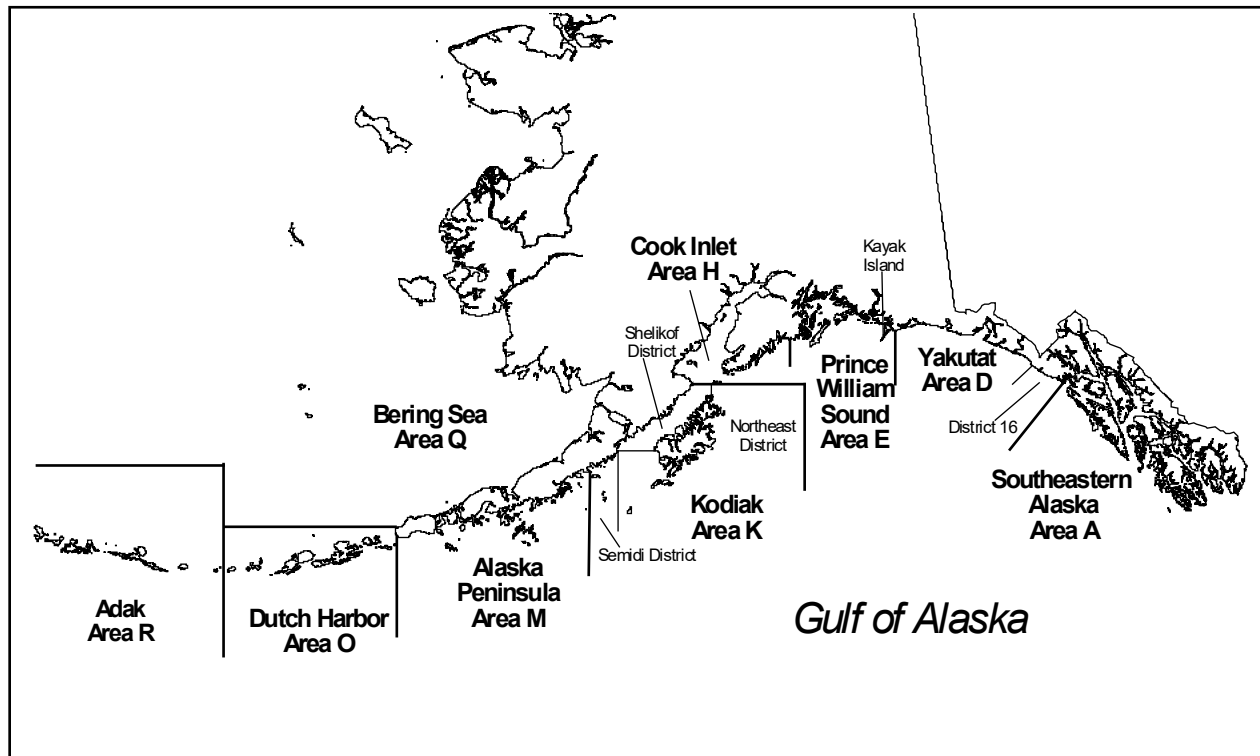 Kayak
Island
Cook Inlet
Area H
Shelikof
District
Prince
William
Sound
Area E
Yakutat
Area D
Bering Sea
Area Q
Northeast
District
District 16
Southeastern
Alaska
Area A
Kodiak
Area K
Semidi District
Alaska
Peninsula
Area M
Adak
Area R
Dutch Harbor
Area O
Gulf of Alaska